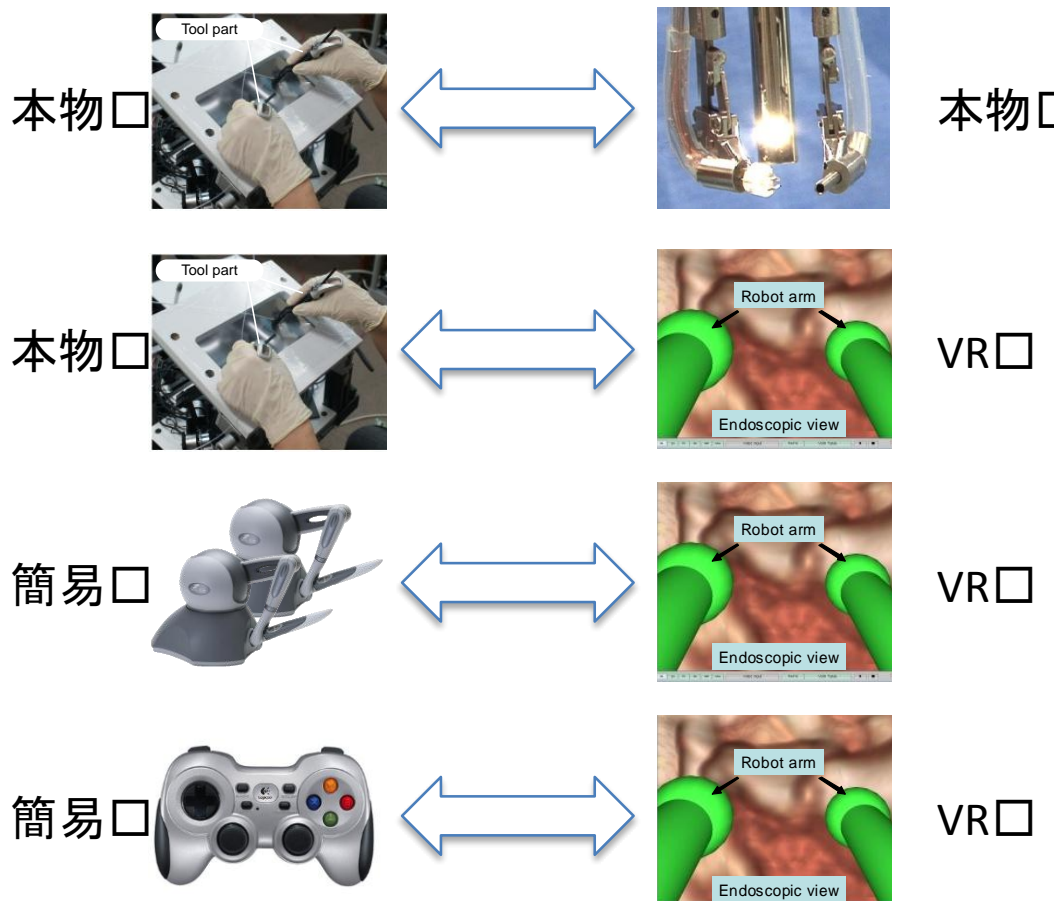 Tool part
本物□
本物□
Tool part
本物□
Robot arm
Endoscopic view
VR□
簡易□
Robot arm
Endoscopic view
VR□
簡易□
Robot arm
Endoscopic view
VR□